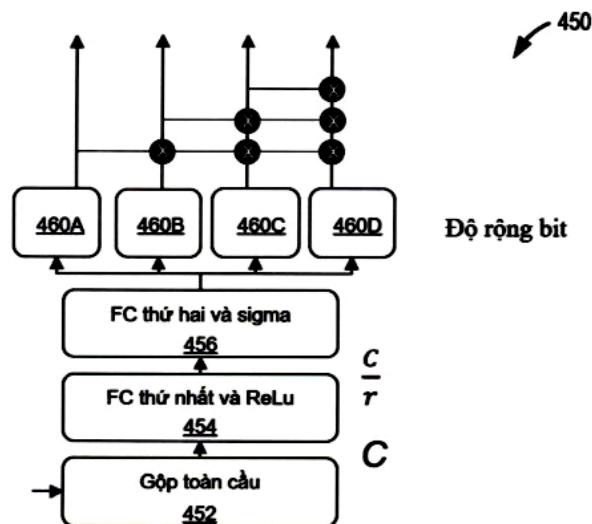 450
460A 460B 460C 460D Độ rộng bit
FC thứ hai và sigma
456
C
r
FC thứ nhất và ReLu
454
C
Gộp toàn cầu
452